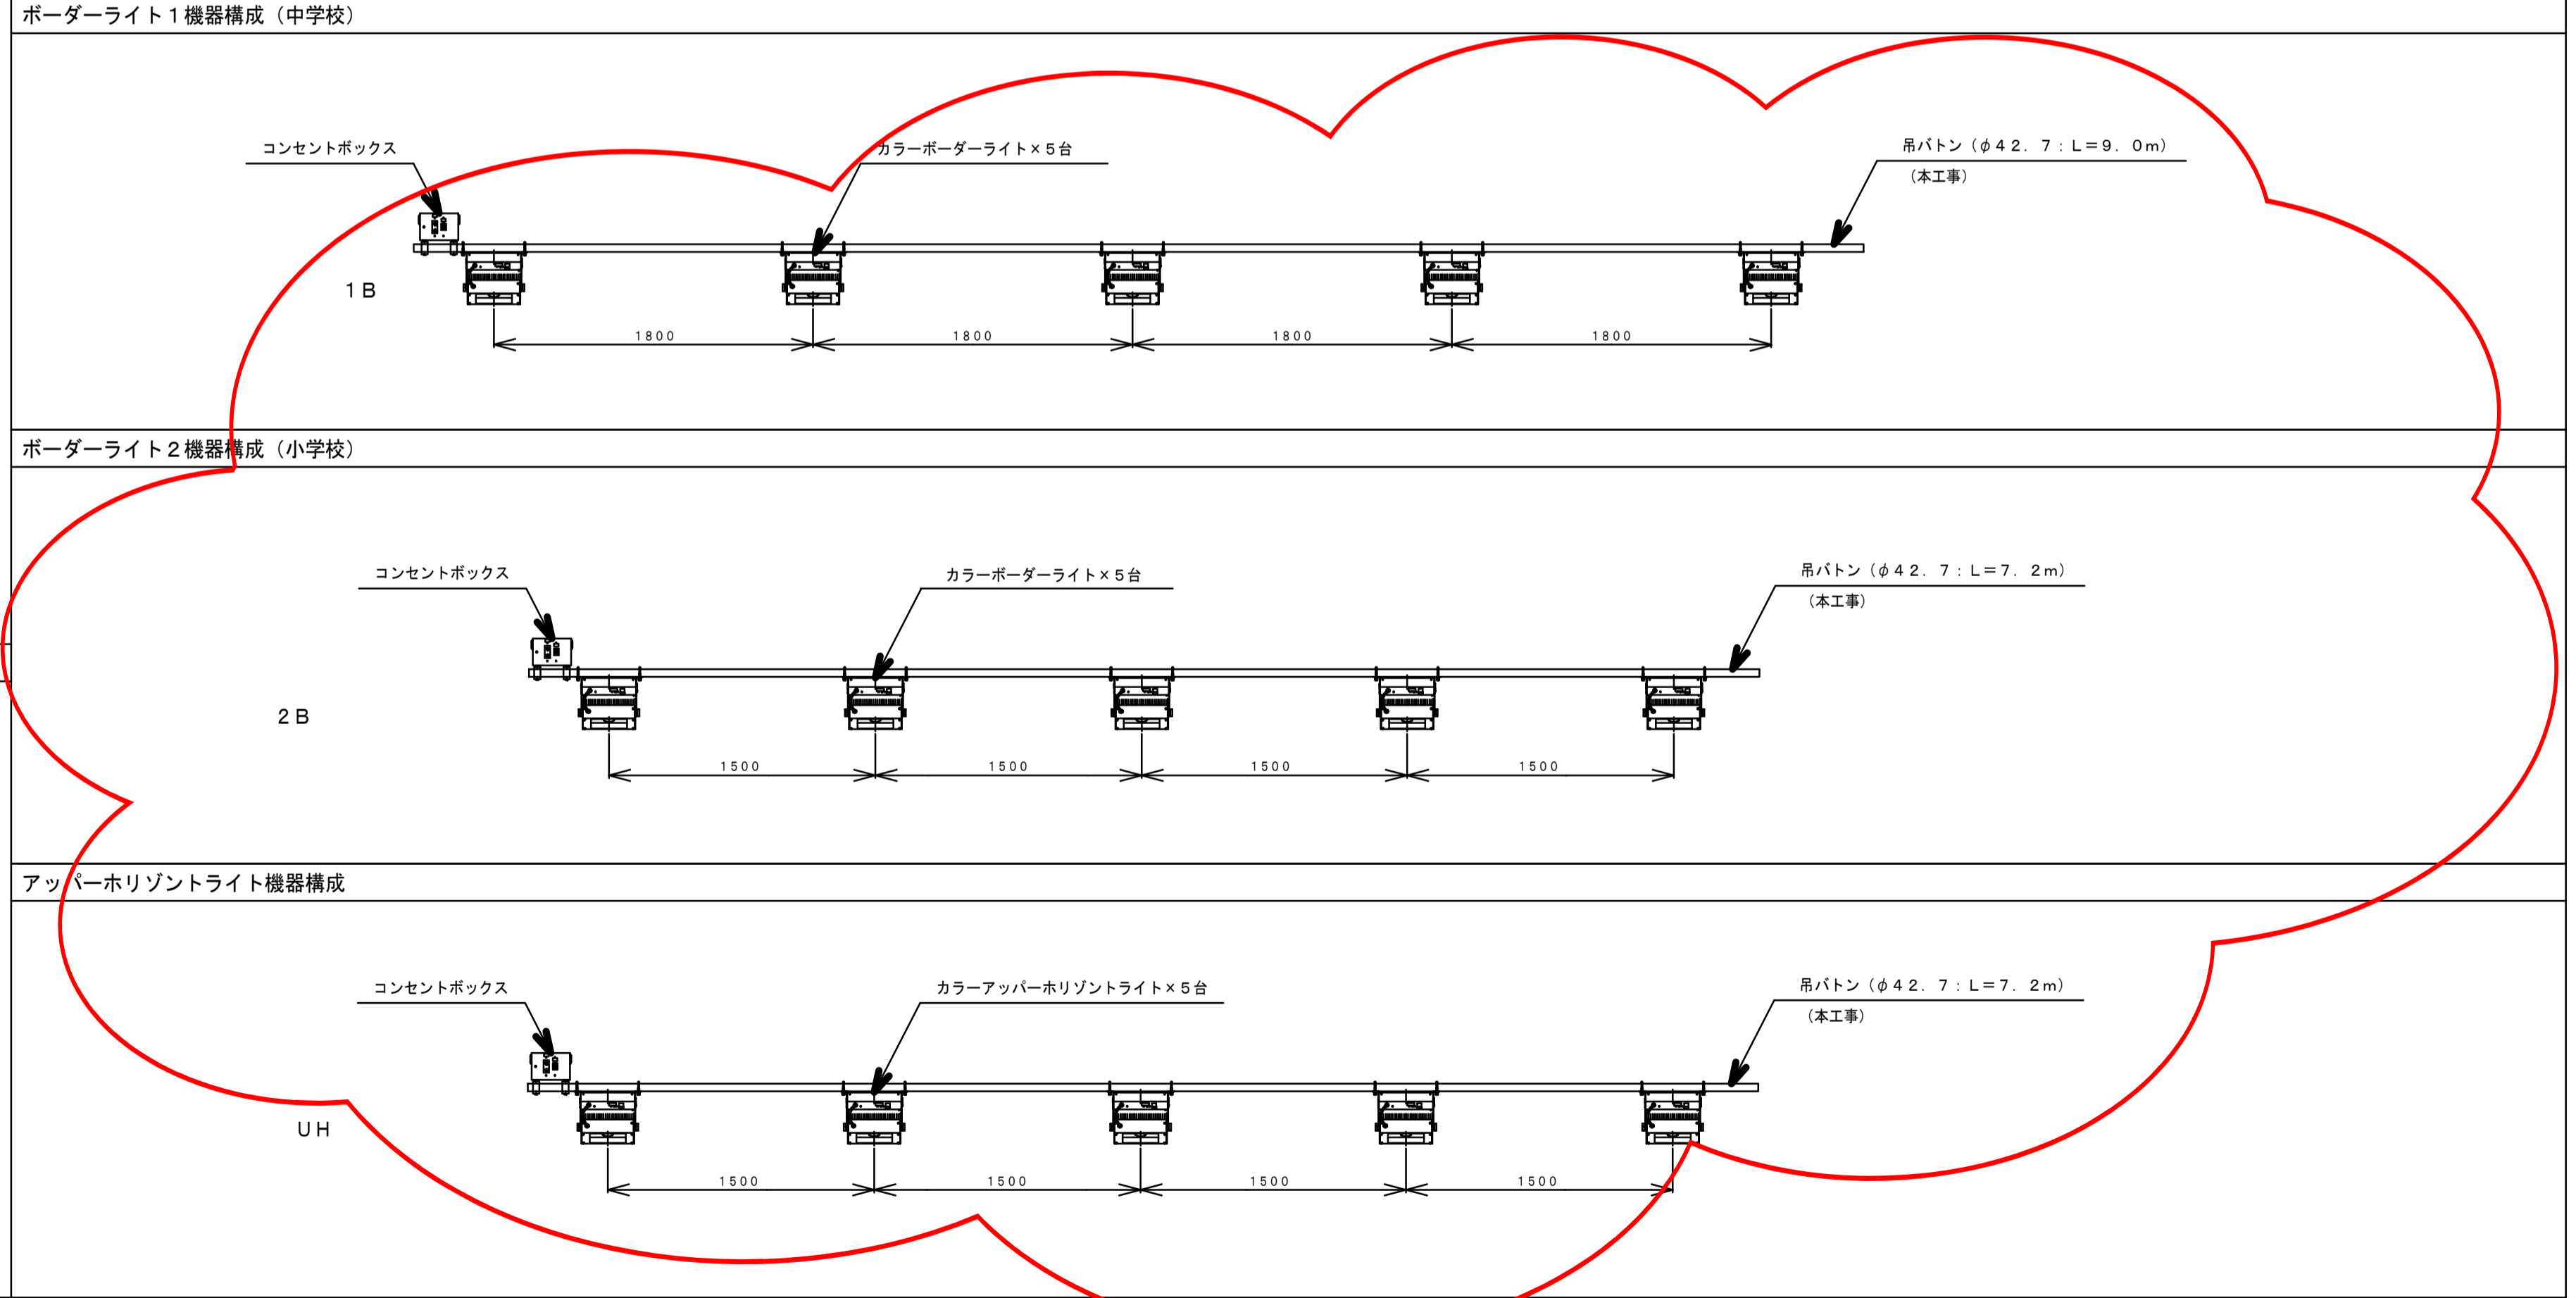 ボーダーライト１機器構成（中学校）
コンセントボックス
カラーボーダーライト×５台
吊バトン（φ４２．７：Ｌ＝９．０ｍ）
（本工事）
１Ｂ
1800
1800
1800
1800
ボーダーライト２機器構成（小学校）
コンセントボックス
カラーボーダーライト×５台
吊バトン（φ４２．７：Ｌ＝７．２ｍ）
（本工事）
２Ｂ
1500
1500
1500
1500
アッパーホリゾントライト機器構成
コンセントボックス
カラーアッパーホリゾントライト×５台
吊バトン（φ４２．７：Ｌ＝７．２ｍ）
（本工事）
ＵＨ
1500
1500
1500
1500